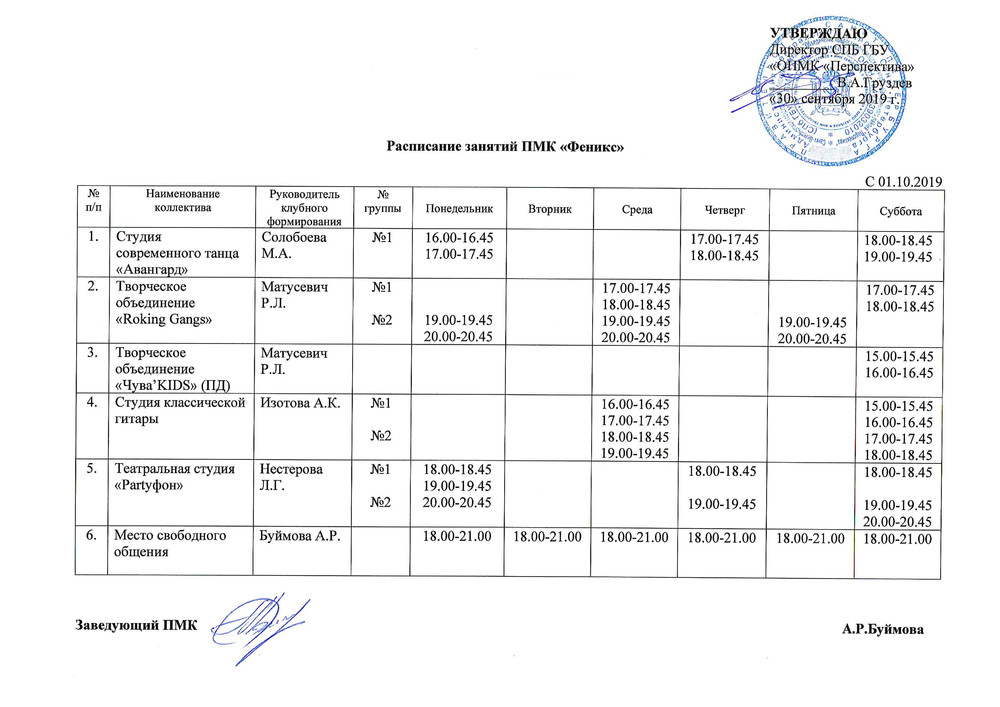 УТВЕРЖДАЮ
Директор СПБ ГБУ
«ОПМК «Перспектива»
В.А.Груздев
«30» сентября 2019 г.
Расписание занятий ПМК «Феникс»
С 01.10.2019
№ п/п Наименование коллектива Руководитель клубного формирования № группы Понедельник Вторник Среда Четверг Пятница Суббота
1. Студия Солобоева №1 16.00-16.45 17.00-17.45 18.00-18.45
современного танца М.А. 17.00-17.45 18.00-18.45 19.00-19.45
«Авангард»
2. Творческое Матусевич №1 17.00-17.45 17.00-17.45
объединение Р.Л. 18.00-18.45 18.00-18.45
«Roking Gangs» №2 19.00-19.45 19.00-19.45 19.00-19.45
20.00-20.45 20.00-20.45 20.00-20.45
3. Творческое Матусевич 15.00-15.45
объединение Р.Л. 16.00-16.45
«Чува’KIDS» (ПД)
4. Студия классической Изотова А.К. №1 16.00-16.45 15.00-15.45
гитары 17.00-17.45 16.00-16.45
№2 18.00-18.45 17.00-17.45
19.00-19.45 18.00-18.45
5. Театральная студия Нестерова №1 18.00-18.45 18.00-18.45 18.00-18.45
«Partyфон» Л.Г. 19.00-19.45
№2 20.00-20.45 19.00-19.45 19.00-19.45
20.00-20.45
6. Место свободного Буймова А.Р. 18.00-21.00 18.00-21.00 18.00-21.00 18.00-21.00 18.00-21.00 18.00-21.00
общения
Заведующий ПМК А.Р.Буймова